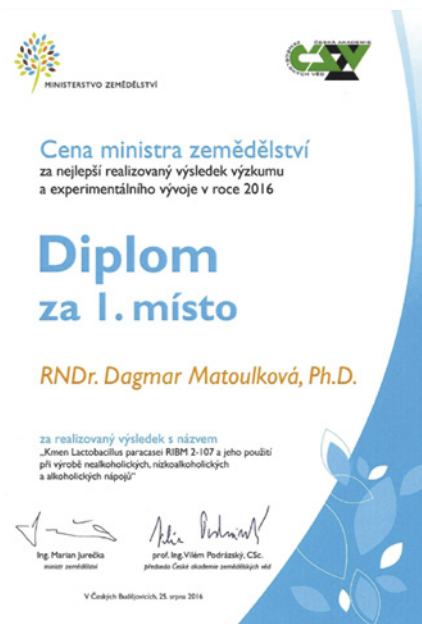 MINISTERSTVO ZEMĚDĚLSTVÍ
ČESKÁ AKADEMIE
ZEMĚDĚLSKÝCH VĚD
Cena ministra zemědělství
za nejlepší realizovaný výsledek výzkumu
a experimentálního vývoje v roce 2016
Diplom
za 1. místo
RNDr. Dagmar Matoulková, Ph.D.
za realizovaný výsledek s názvem
„Kmen Lactobacillus paracasei RIBM 2-107 a jeho použití
při výrobě nealkoholických, nízkoalkoholických
a alkoholických nápojů“
Ing. Marian Jurečka
ministr zemědělství
prof. Ing. Vilém Podrázský, CSc.
předseda České akademie zemědělských věd
V Českých Budějovicích, 25. srpna 2016